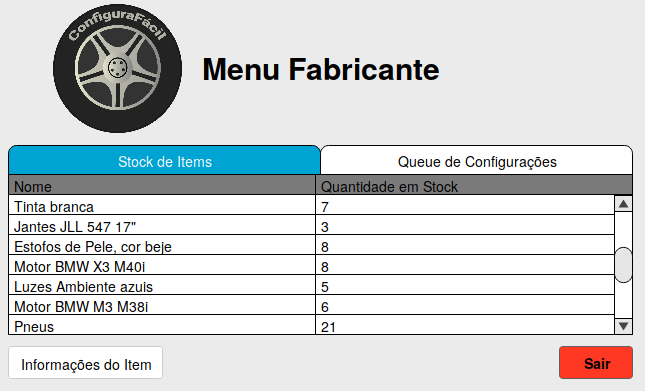 ConfiguraFácil
Menu Fabricante
Stock de Items Queue de Configurações
Nome Quantidade em Stock
Tinta branca 7
Jantes JLL 547 17" 3
Estofos de Pele, cor beje 8
Motor BMW X3 M40i 8
Luzes Ambiente azuis 5
Motor BMW M3 M38i 6
Pneus 21
Informações do Item Sair